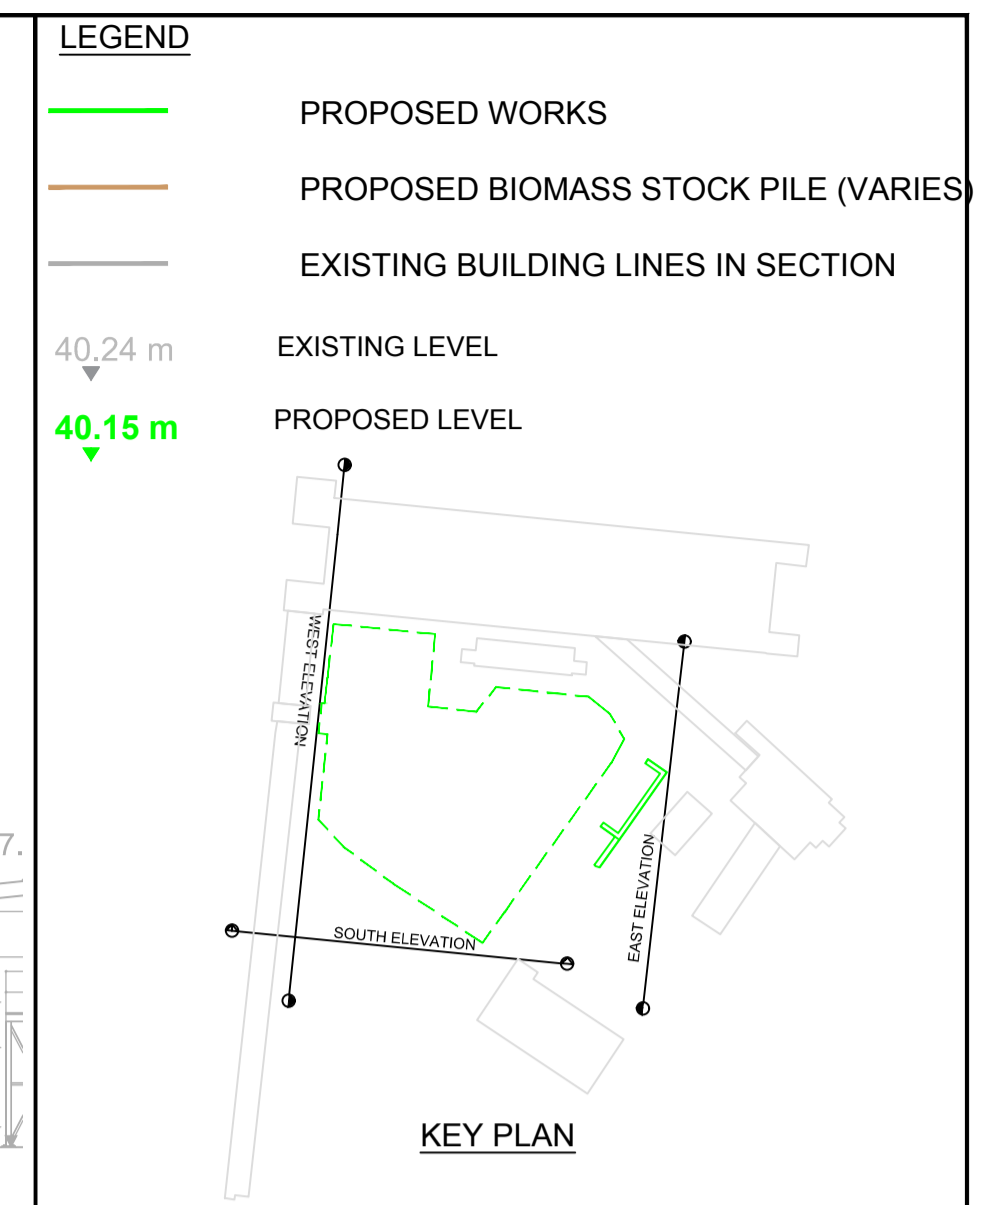 LEGEND
PROPOSED WORKS
PROPOSED BIOMASS STOCK PILE (VARIES)
EXISTING BUILDING LINES IN SECTION
40.24 m
EXISTING LEVEL
40.15 m
PROPOSED LEVEL
WEST ELEVATION
7.
EAST ELEVATION
SOUTH ELEVATION
KEY PLAN